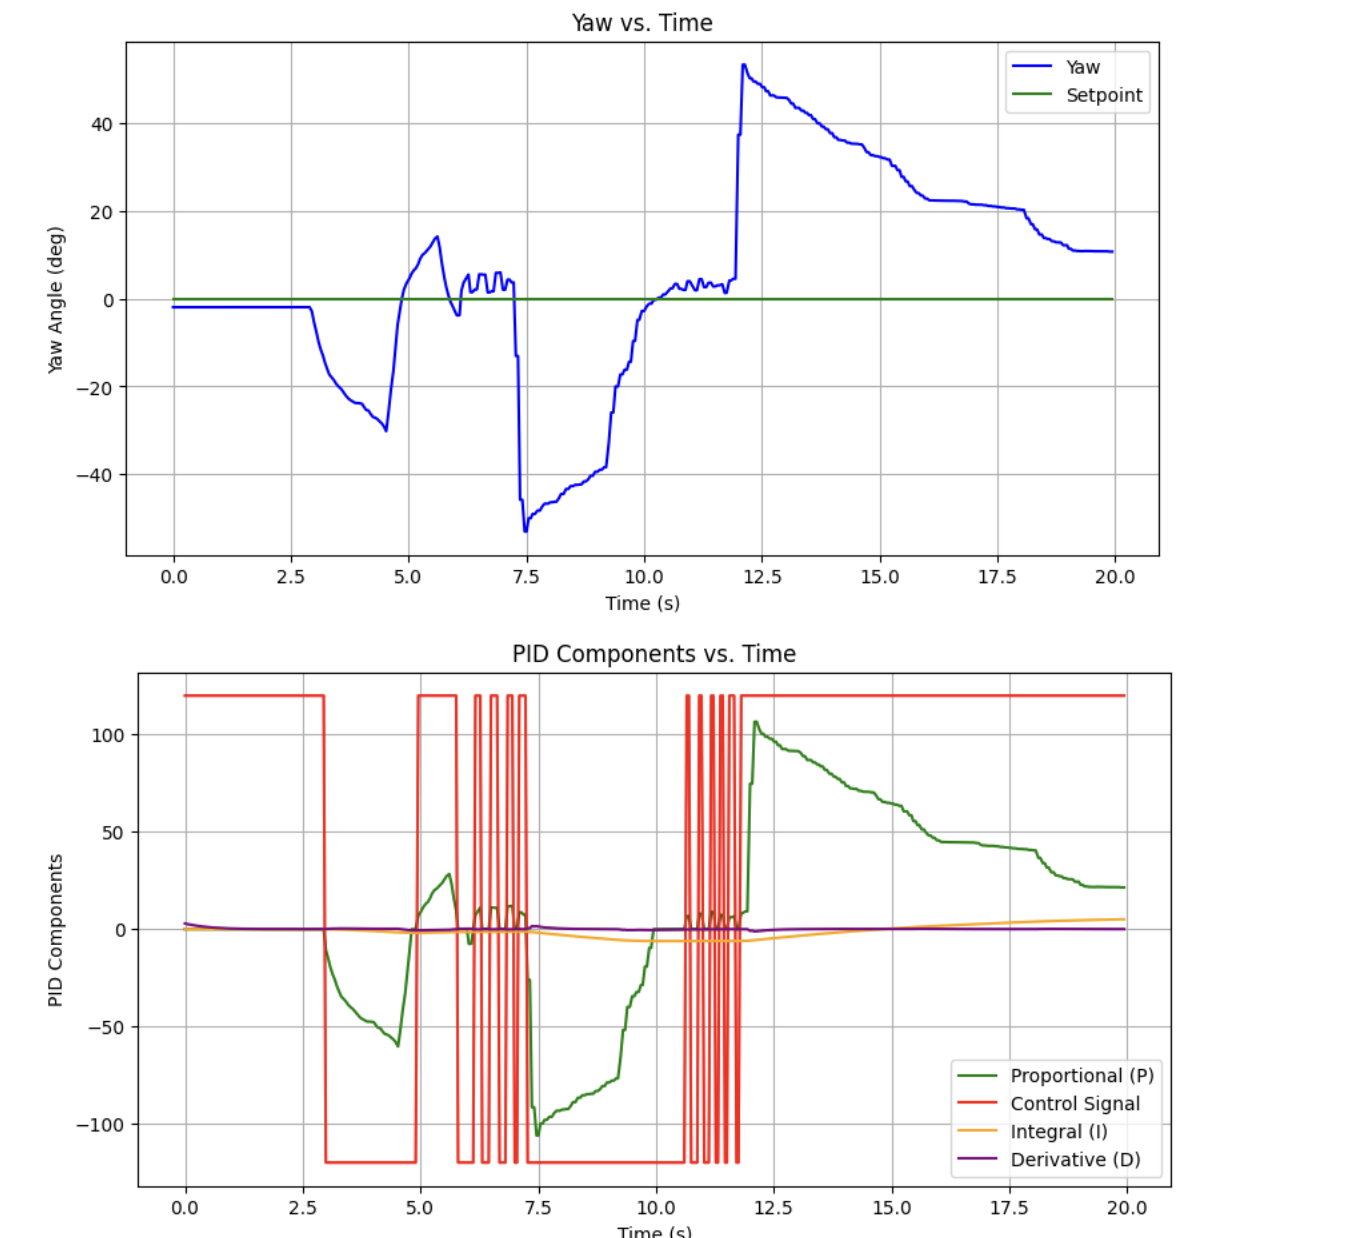 Yaw vs. Time
Yaw
Setpoint
Yaw Angle (deg)
40
20
0
−20
−40
0.0 2.5 5.0 7.5 10.0 12.5 15.0 17.5 20.0
Time (s)
PID Components vs. Time
PID Components
100
50
0
−50
−100
Proportional (P)
Control Signal
Integral (I)
Derivative (D)
0.0 2.5 5.0 7.5 10.0 12.5 15.0 17.5 20.0
Time (s)